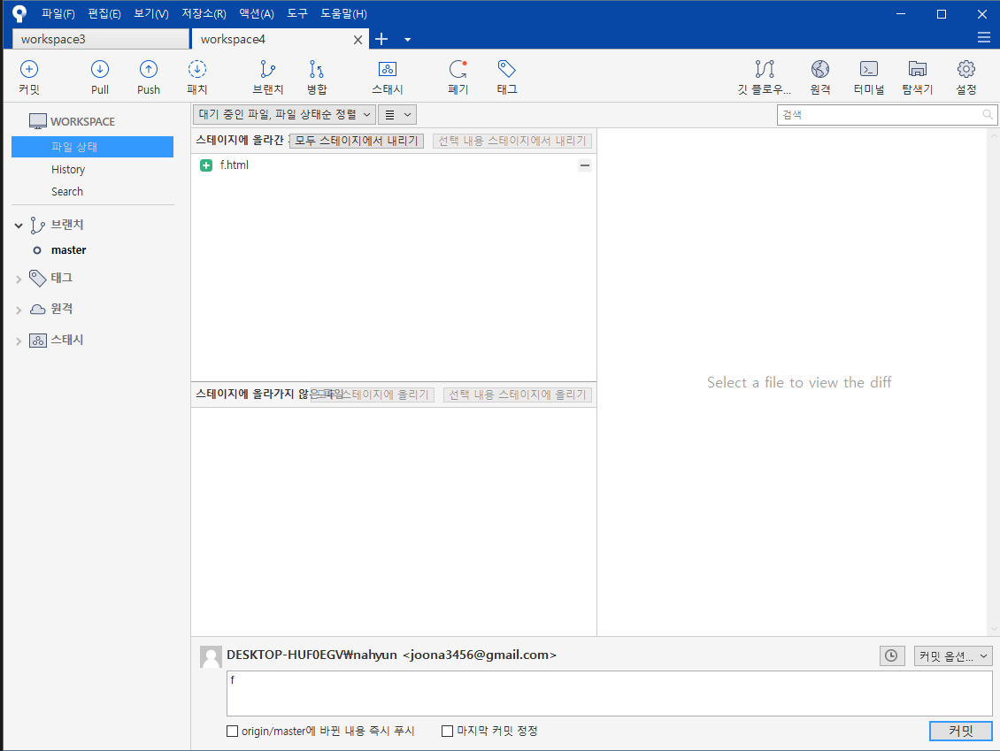 파일(F) 편집(E) 보기(V) 저장소(R) 액션(A) 도구 도움말(H)
workspace3 workspace4
커밋 Pull Push 패치 브랜치 병합 스태시 폐기 태그 깃 플로우... 원격 터미널 탐색기 설정
WORKSPACE
파일 상태
History
Search
브랜치
master
태그
원격
스태시
대기 중인 파일, 파일 상태순 정렬
검색
스테이지에 올라간 모두 스테이지에서 내리기 선택 내용 스테이지에서 내리기
f.html
스테이지에 올라가지 않은 파일 모두 스테이지에 올리기 선택 내용 스테이지에 올리기
Select a file to view the diff
DESKTOP-HUF0EGV₩nahyun <joona3456@gmail.com>
커밋 옵션...
f
origin/master에 바뀐 내용 즉시 푸시 마지막 커밋 정정
커밋